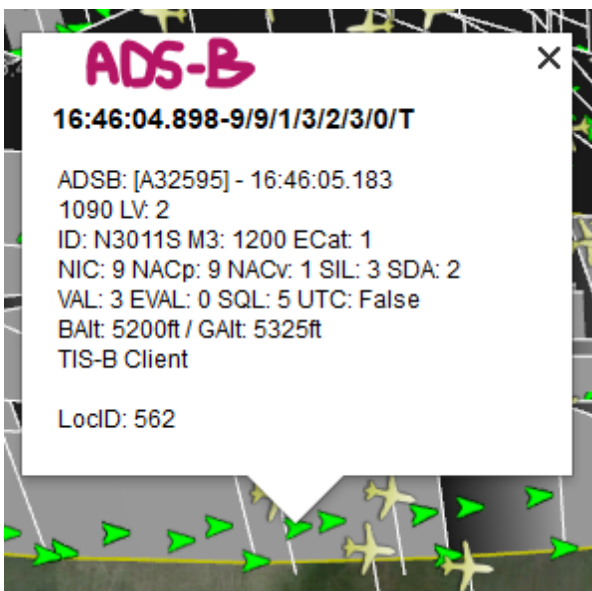 ADS-B
16:46:04.898-9/9/1/3/2/3/0/T
ADSB: [A32595] - 16:46:05.183
1090 LV: 2
ID: N3011S M3: 1200 ECat: 1
NIC: 9 NACp: 9 NACv: 1 SIL: 3 SDA: 2
VAL: 3 EVAL: 0 SQL: 5 UTC: False
BAlt: 5200ft / GAlt: 5325ft
TIS-B Client
LocID: 562